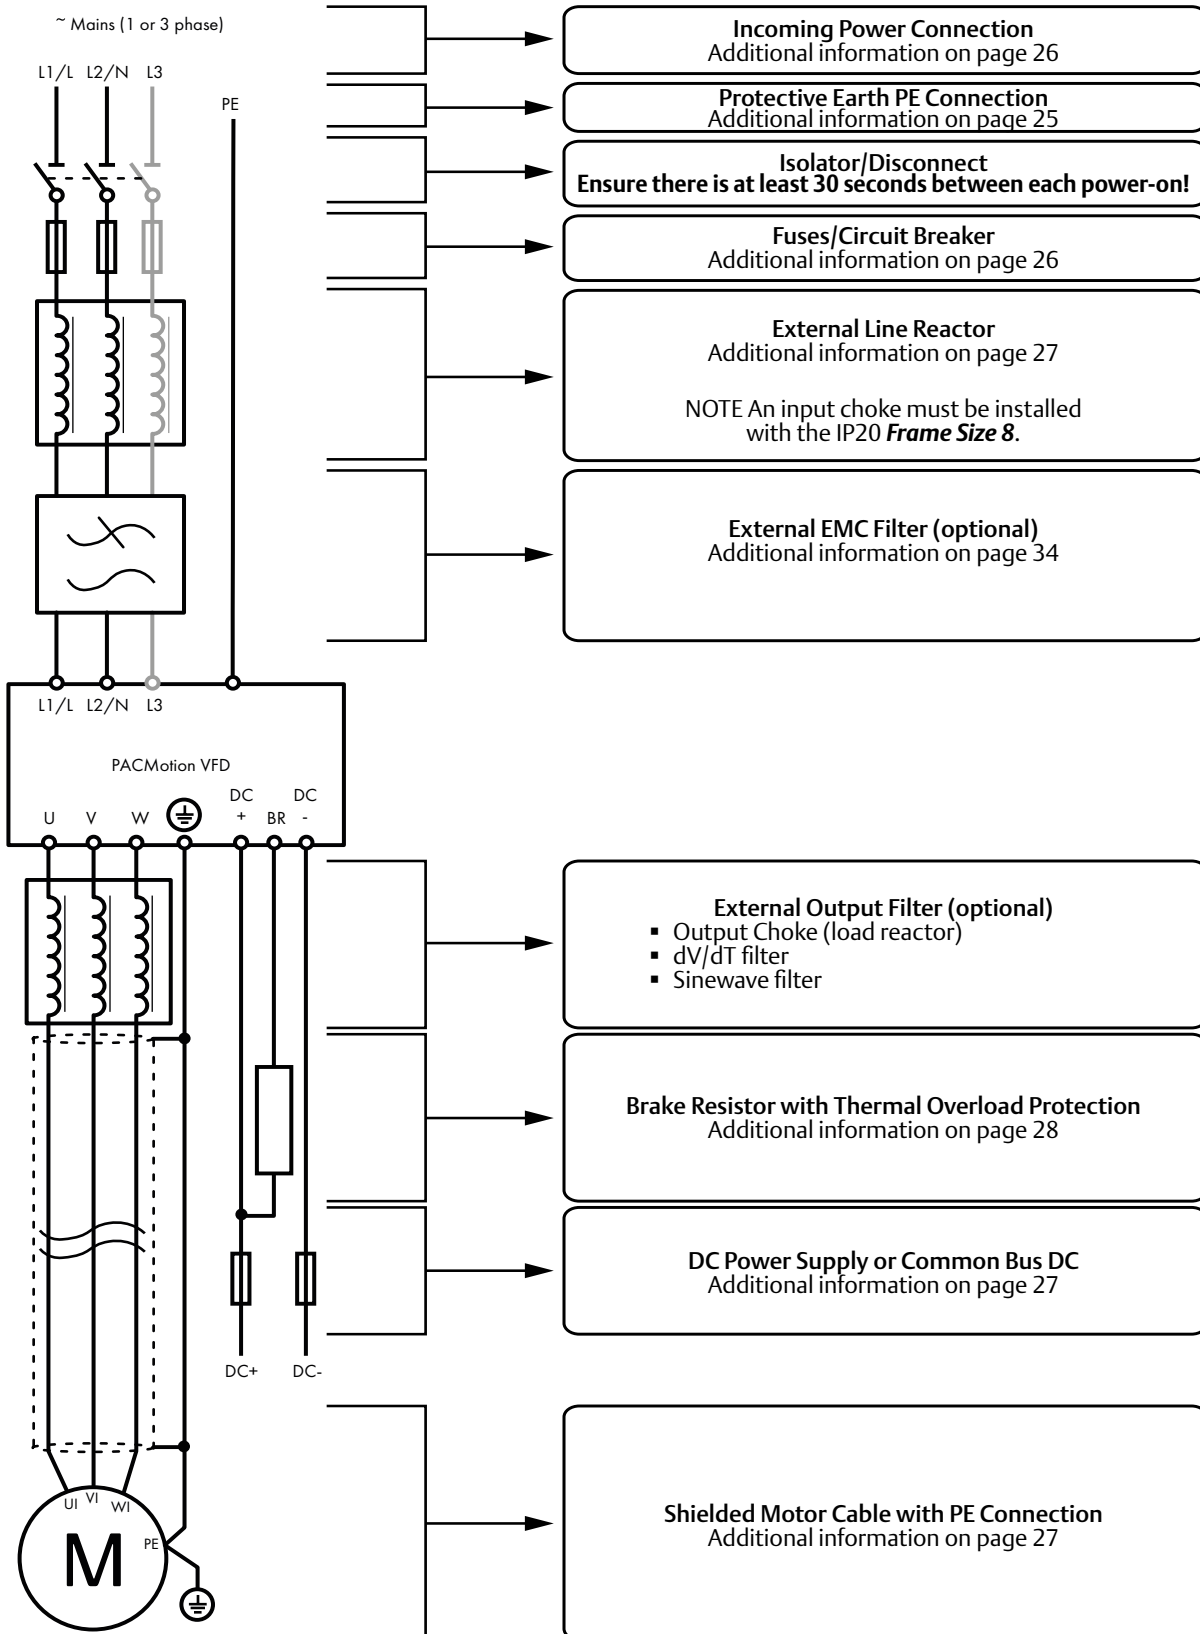 ~ Mains (1 or 3 phase)
L1/L L2/N L3
PE
Incoming Power Connection
Additional information on page 26
Protective Earth PE Connection
Additional information on page 25
Isolator/Disconnect
Ensure there is at least 30 seconds between each power-on!
Fuses/Circuit Breaker
Additional information on page 26
External Line Reactor
Additional information on page 27
NOTE An input choke must be installed
with the IP20 Frame Size 8.
External EMC Filter (optional)
Additional information on page 34
L1/L L2/N L3
PACMotion VFD
U V W DC + BR DC -
External Output Filter (optional)
▪ Output Choke (load reactor)
▪ dV/dT filter
▪ Sinewave filter
Brake Resistor with Thermal Overload Protection
Additional information on page 28
DC Power Supply or Common Bus DC
Additional information on page 27
DC+ DC-
Shielded Motor Cable with PE Connection
Additional information on page 27
UI VI WI
PE
M